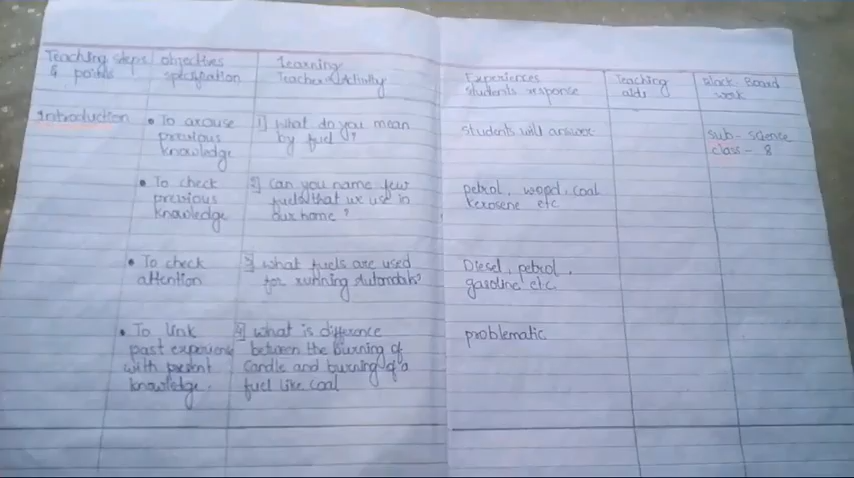 Teaching steps
& points
objectives
specification
Learning
Teacher Activity
Experiences
students response
Teaching
aids
Black Board
work
Introduction
• To arouse
previous
knowledge
1) What do you mean
by fuel?
students will answer
sub - science
class - 8
• To check
previous
knowledge
2) Can you name few
fuels that we use in
our home?
petrol, wood, coal
kerosene etc
• To check
attention
3) what fuels are used
for running
Diesel, petrol,
gasoline etc.
• To link
past experience
with present
knowledge.
4) what is difference
between the burning of
candle and burning of a
fuel like coal
problematic